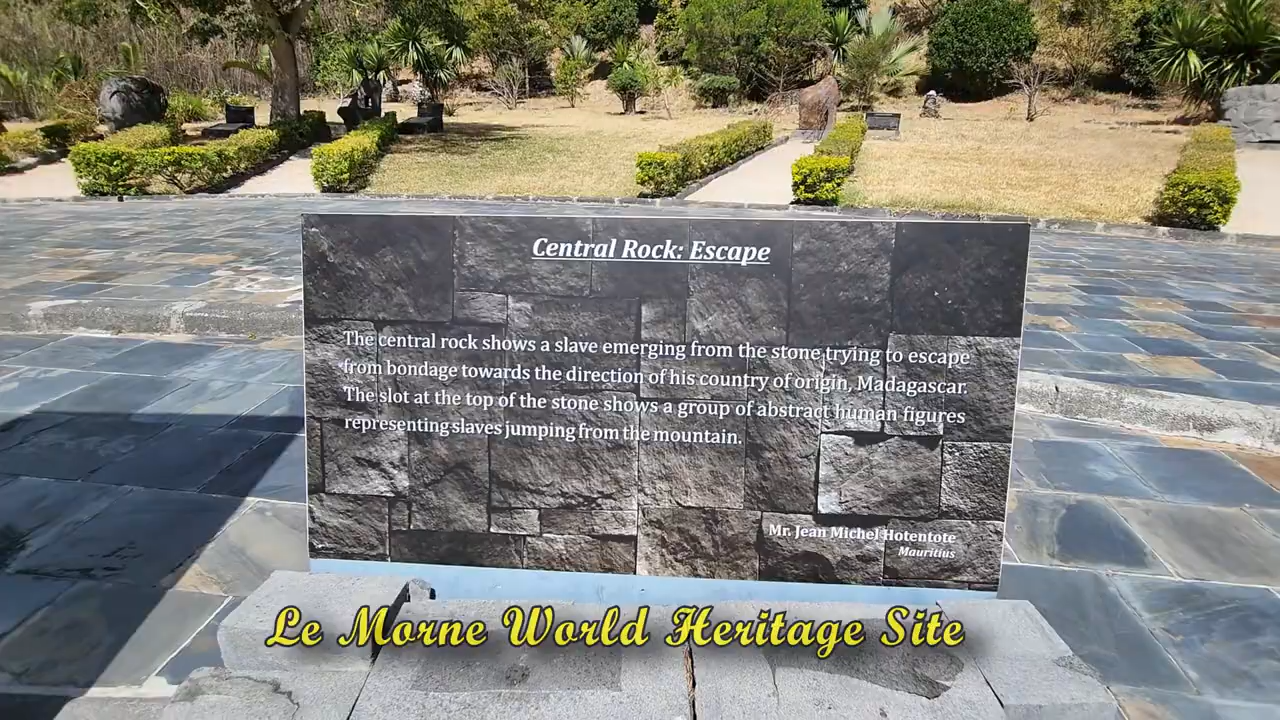 Central Rock: Escape
The central rock shows a slave emerging from the stone trying to escape
from bondage towards the direction of his country of origin, Madagascar.
The slot at the top of the stone shows a group of abstract human figures
representing slaves jumping from the mountain.
Mr. Jean Michel Hotentote
Mauritius
Le Morne World Heritage Site